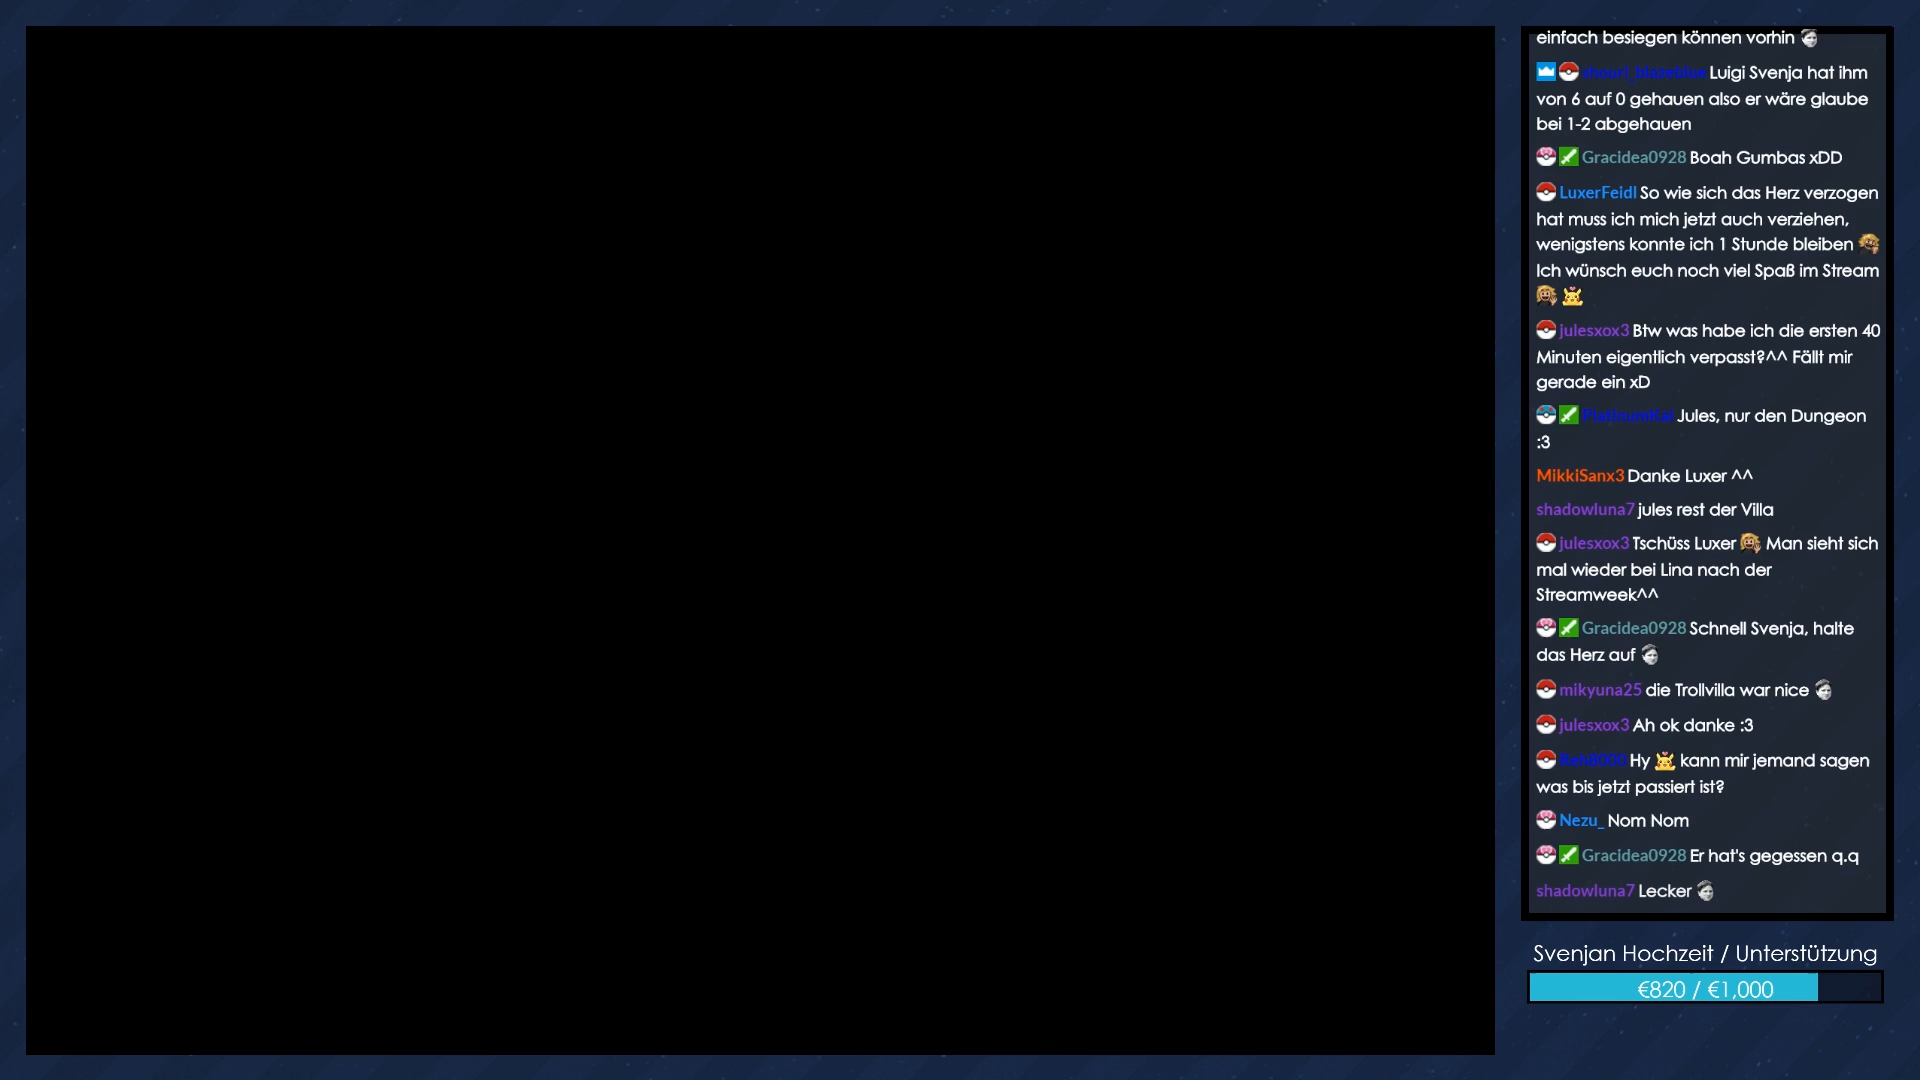 einfach besiegen können vorhin
Luigi Svenja hat ihm
von 6 auf 0 gehauen also er wäre glaube
bei 1-2 abgehauen
Gracidea0928 Boah Gumbas xDD
LuxerFeidl So wie sich das Herz verzogen
hat muss ich mich jetzt auch verziehen,
wenigstens konnte ich 1 Stunde bleiben
Ich wünsch euch noch viel Spaß im Stream
julesxox3 Btw was habe ich die ersten 40
Minuten eigentlich verpasst?^^ Fällt mir
gerade ein xD
PlatinumKai Jules, nur den Dungeon
:3
MikkiSanx3 Danke Luxer ^^
shadowluna7 jules rest der Villa
julesxox3 Tschüss Luxer Man sieht sich
mal wieder bei Lina nach der
Streamweek^^
Gracidea0928 Schnell Svenja, halte
das Herz auf
mikyuna25 die Trollvilla war nice
julesxox3 Ah ok danke :3
Hy kann mir jemand sagen
was bis jetzt passiert ist?
Nezu_ Nom Nom
Gracidea0928 Er hat's gegessen q.q
shadowluna7 Lecker
Svenjan Hochzeit / Unterstützung
€820 / €1,000